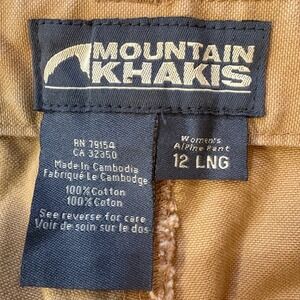 MOUNTAIN
KHAKIS
RN 79154
CA 32350
Made in Cambodia
Fabriqué Le Cambodge
100% Cotton
100% Coton
See reverse for care
Voir de soin sur le dos
Women's
Alpine Pant
12 LNG